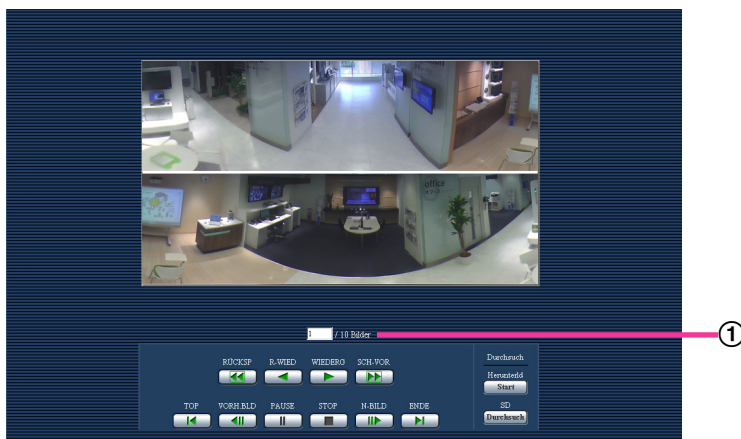 office
1 / 10 Bilder
①
RÜCKSP R-WIED WIEDERG SCH-VOR
TOP VORH.BLD PAUSE STOP N-BILD ENDE
Durchsuch
Herunterld
Start
SD
Durchsuch